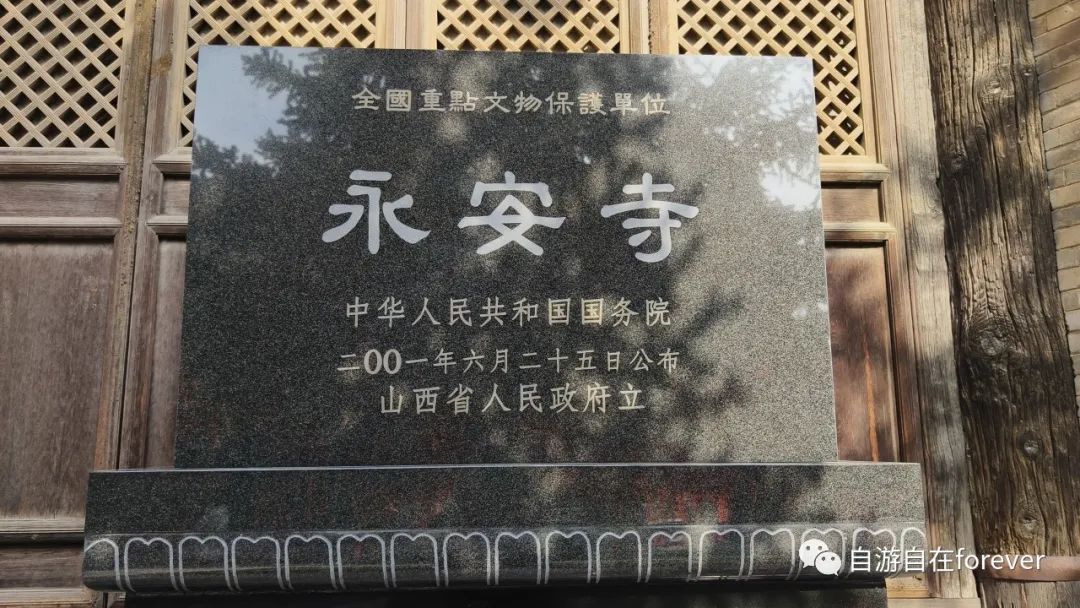 全國重點文物保護單位
永安寺
中华人民共和国国务院
二00一年六月二十五日公布
山西省人民政府立
自游自在forever